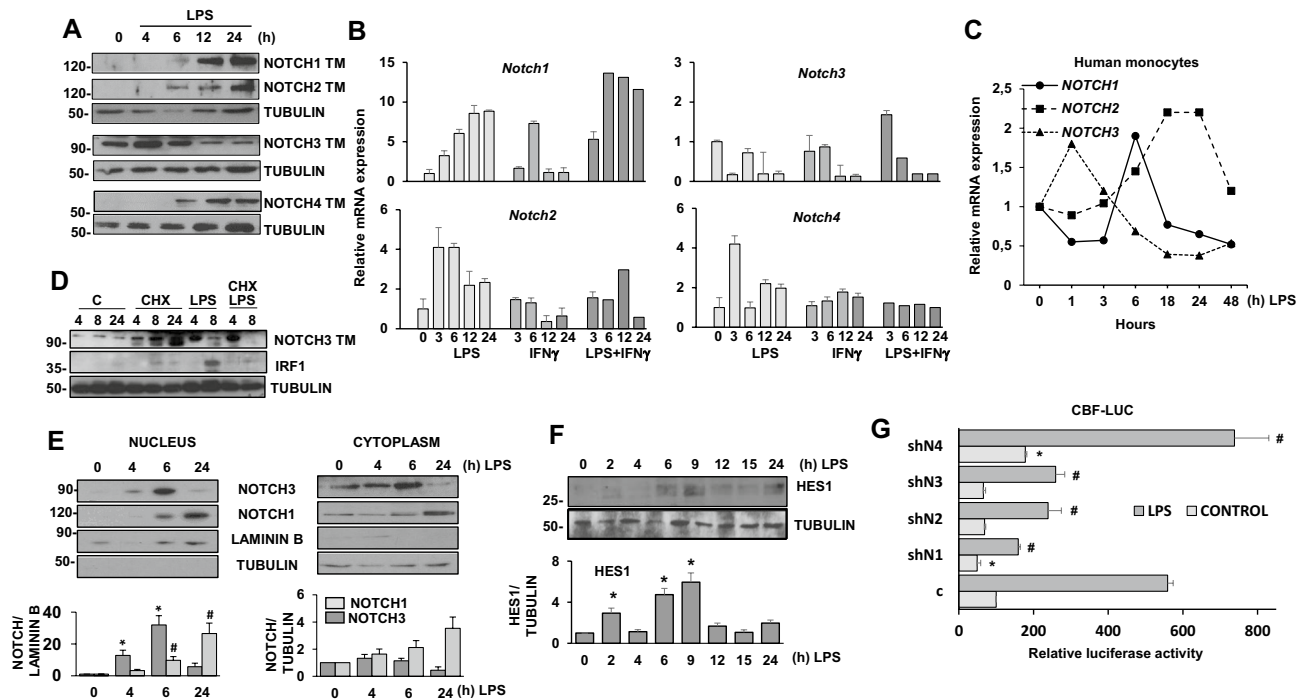 A
LPS
0 4 6 12 24 (h)
120- NOTCH1 TM
120- NOTCH2 TM
50- TUBULIN
90- NOTCH3 TM
50- TUBULIN
50- NOTCH4 TM
50- TUBULIN
B
Relative mRNA expression
15
10
5
0
Notch1
3
2
1
0
Notch3
6
4
2
0
Notch2
0 3 6 12 24 3 6 12 24 3 6 12 24
LPS IFNγ LPS+IFNγ
6
4
2
0
Notch4
0 3 6 12 24 3 6 12 24 3 6 12 24
LPS IFNγ LPS+IFNγ
C
Human monocytes
NOTCH1
NOTCH2
NOTCH3
Relative mRNA expression
2,5
2
1,5
1
0,5
0
0 1 3 6 18 24 48 (h) LPS
Hours
D
C CHX LPS CHX
LPS
4 8 24 4 8 24 4 8 4 8
90- NOTCH3 TM
35- IRF1
50- TUBULIN
E
NUCLEUS
0 4 6 24 (h) LPS
90- NOTCH3
120- NOTCH1
90- LAMININ B
50- TUBULIN
CYTOPLASM
0 4 6 24 (h) LPS
NOTCH/
LAMININ B
60
40
20
0
* * # #
0 4 6 24
NOTCH/
TUBULIN
6
4
2
0
NOTCH1
NOTCH3
0 4 6 24 (h) LPS
F
0 2 4 6 9 12 15 24 (h) LPS
25- HES1
50- TUBULIN
HES1/
TUBULIN
8
4
0
HES1
* * *
0 2 4 6 9 12 15 24 (h) LPS
G
CBF-LUC
shN4 # *
shN3 #
shN2 #
shN1 # *
c
LPS CONTROL
0 200 400 600 800
Relative luciferase activity